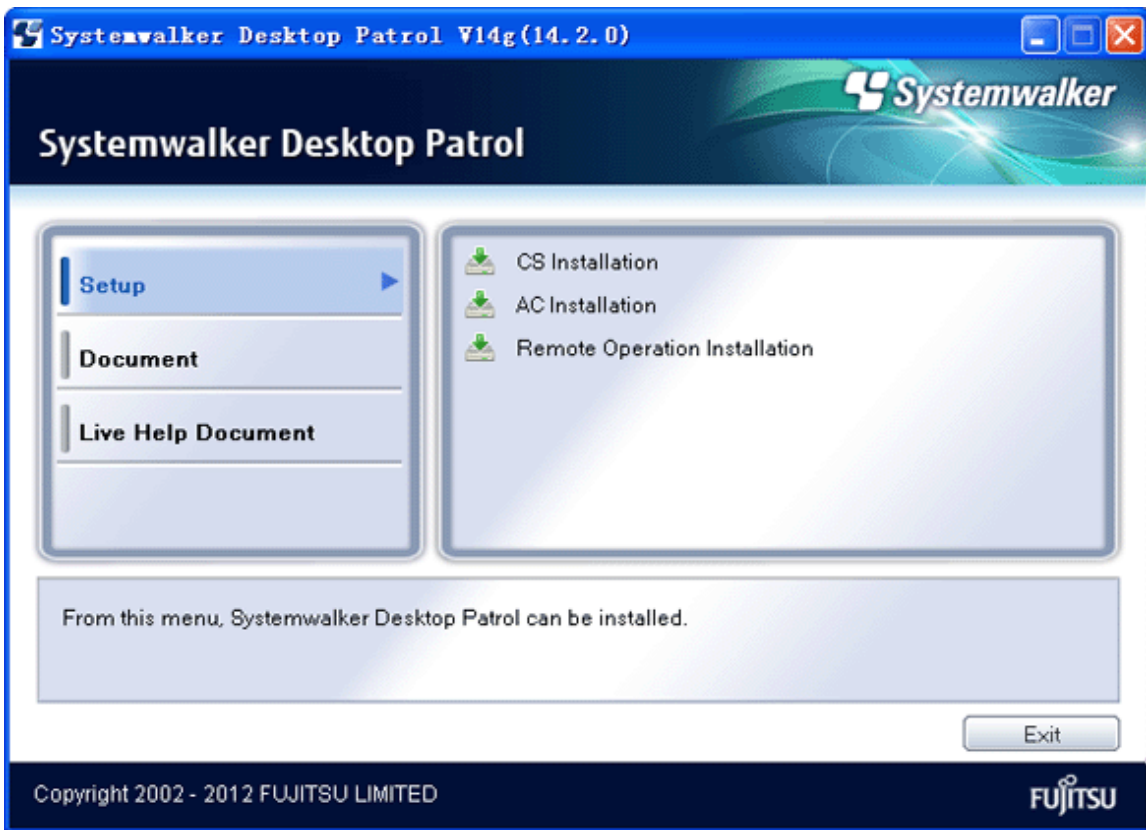 Systemwalker Desktop Patrol V14g(14.2.0)
Systemwalker
Systemwalker Desktop Patrol
Setup
Document
Live Help Document
CS Installation
AC Installation
Remote Operation Installation
From this menu, Systemwalker Desktop Patrol can be installed.
Exit
Copyright 2002 - 2012 FUJITSU LIMITED
FUJITSU